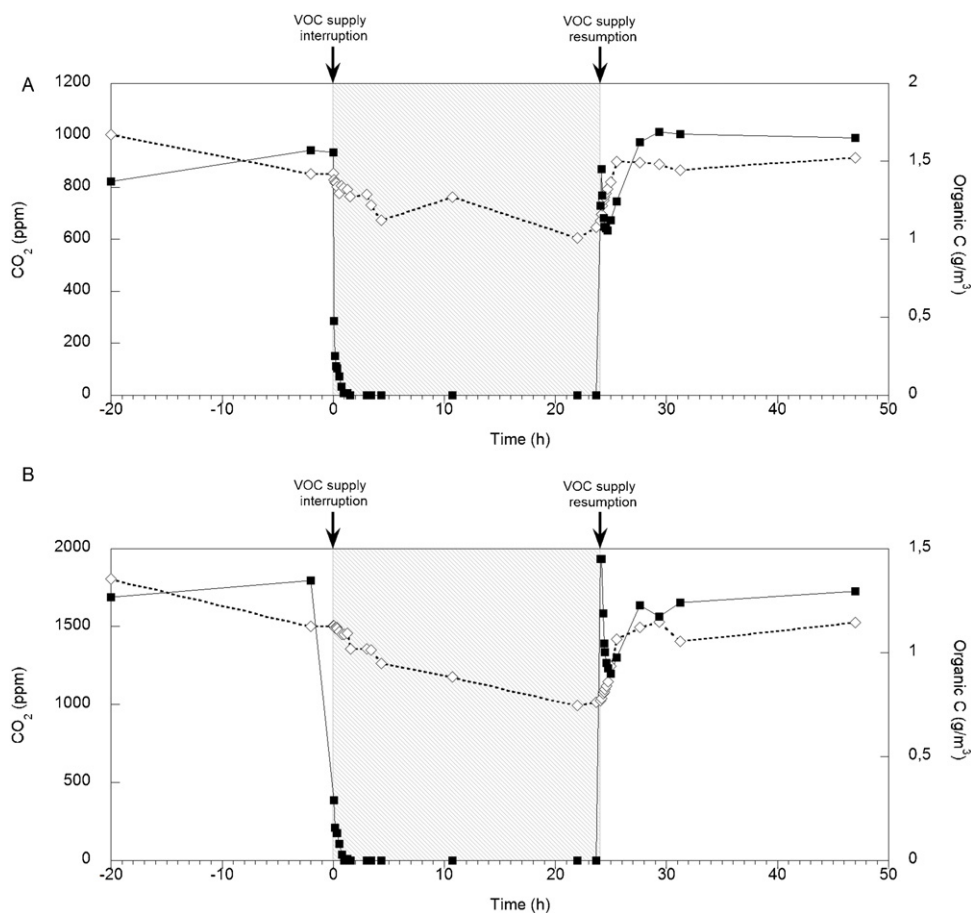 VOC supply
interruption
VOC supply
resumption
A
1200
1000
800
600
400
200
0
CO₂ (ppm)
2
1,5
1
0,5
0
Organic C (g/m³)
-20
-10
0
10
20
30
40
50
Time (h)
B
VOC supply
interruption
VOC supply
resumption
2000
1500
1000
500
0
CO₂ (ppm)
1,5
1
0,5
0
Organic C (g/m³)
-20
-10
0
10
20
30
40
50
Time (h)